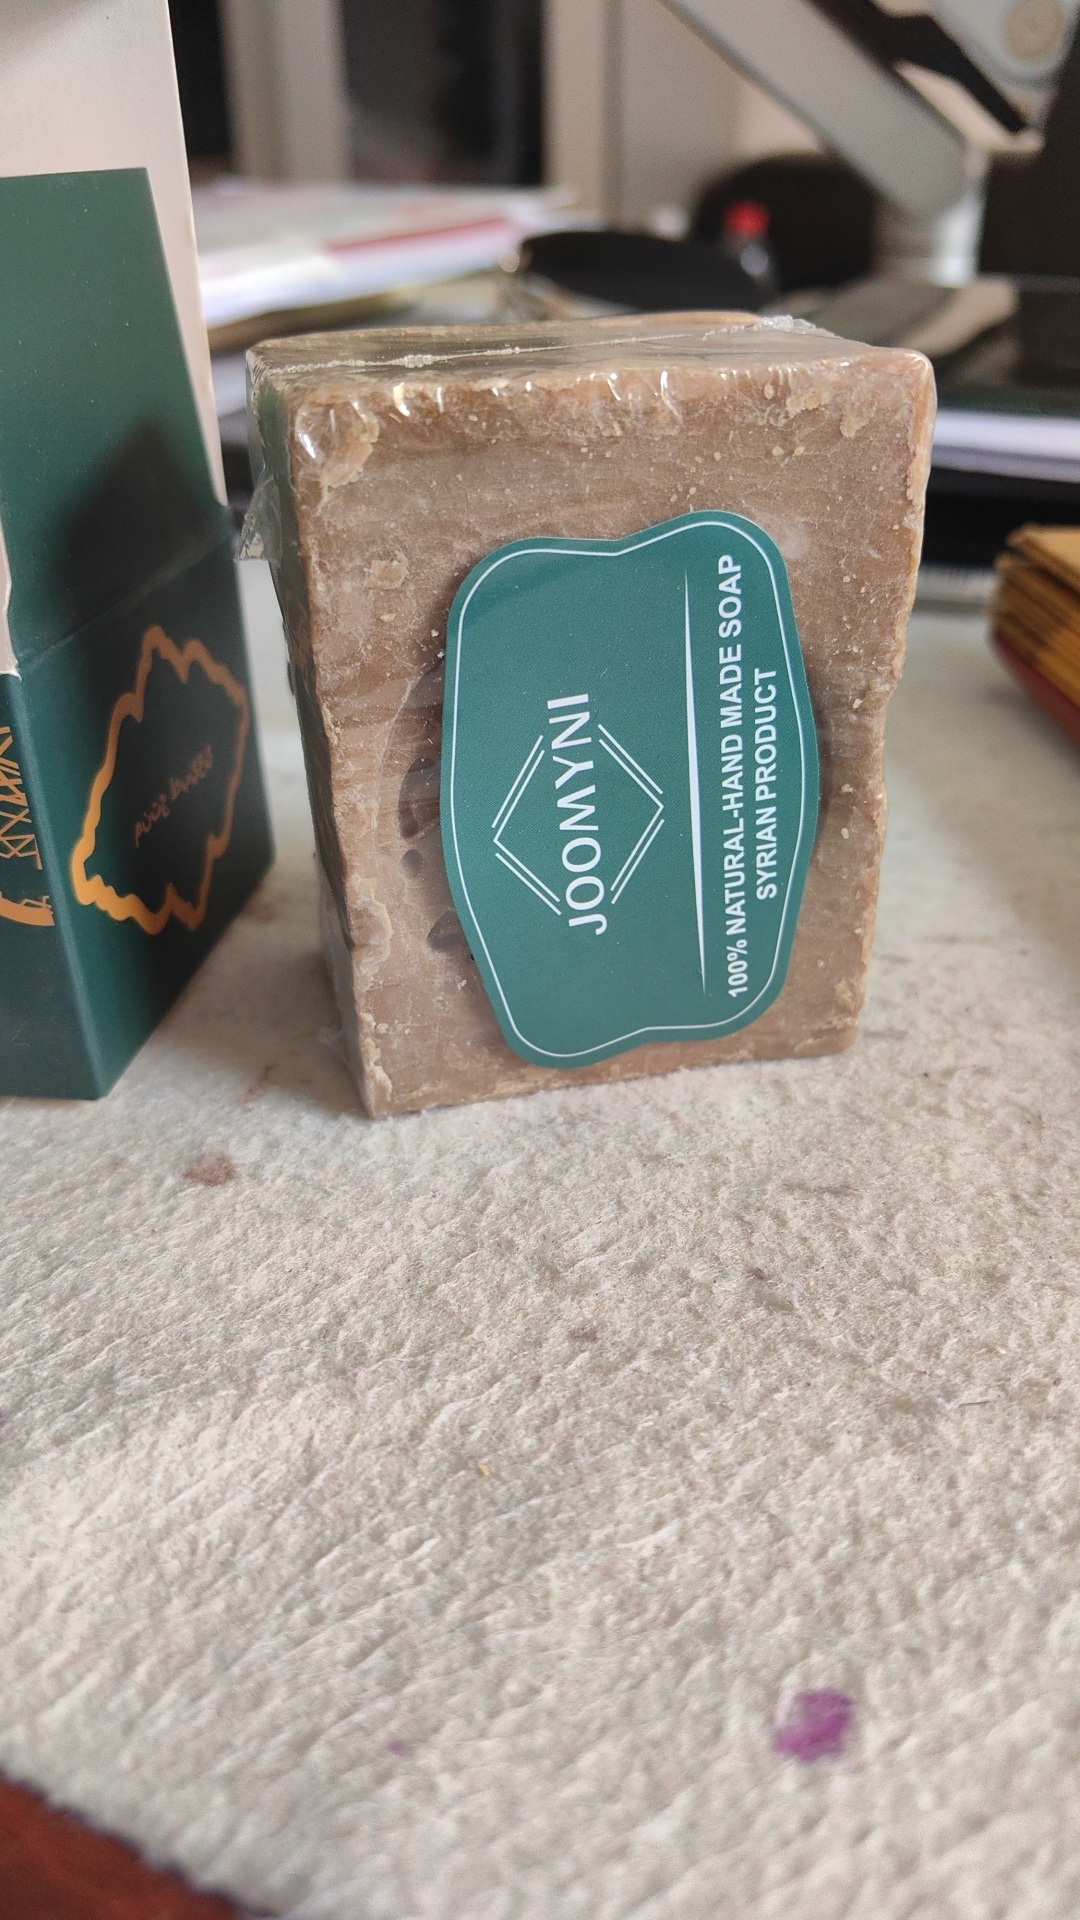 JOOMYNI
100% NATURAL-HAND MADE SOAP
SYRIAN PRODUCT